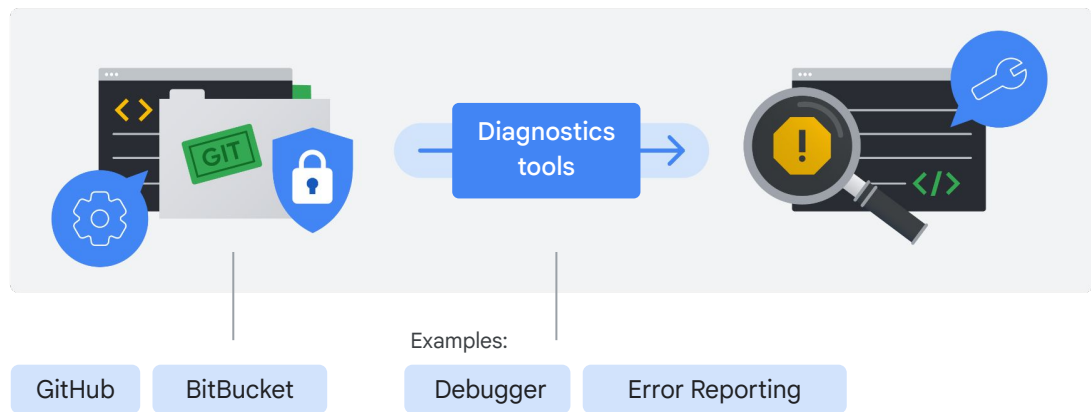 GIT
Diagnostics
tools
!
< >
</>
Examples:
GitHub
BitBucket
Debugger
Error Reporting